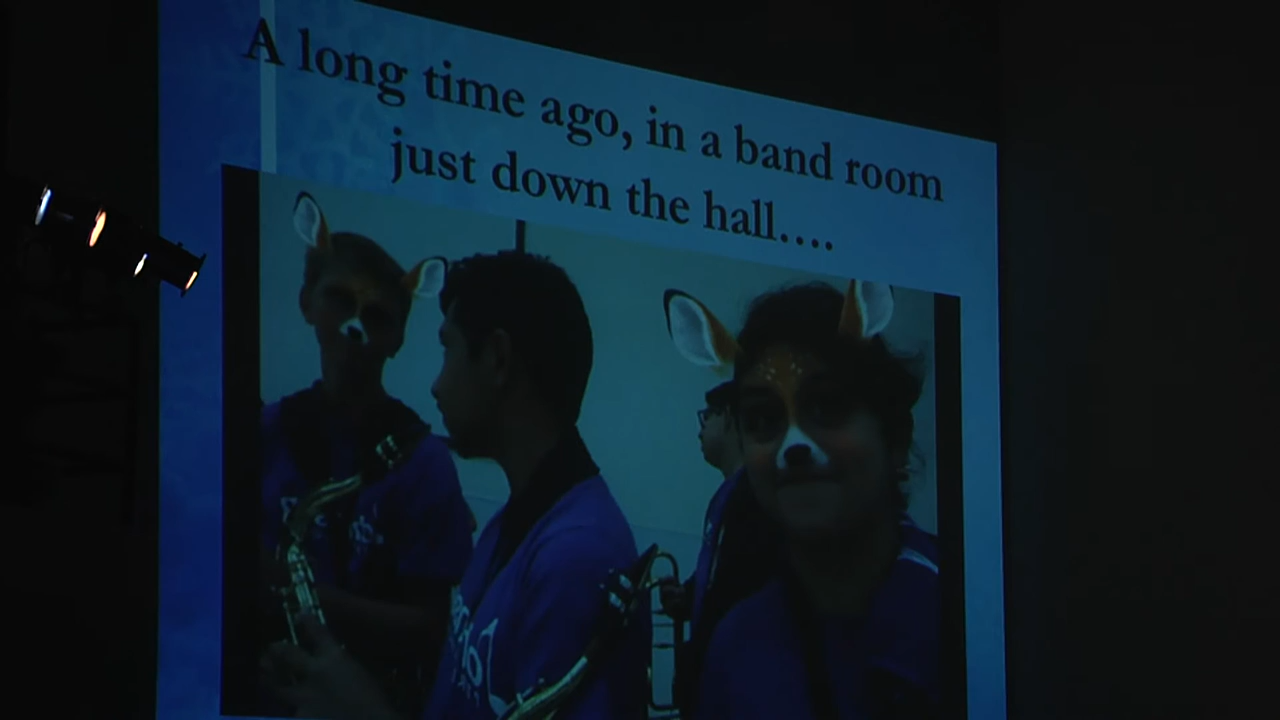 A long time ago, in a band room
just down the hall....